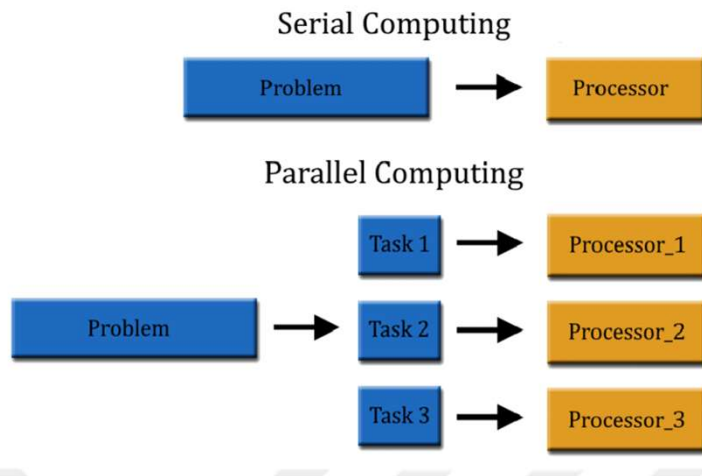 Serial Computing
Problem
Processor
Parallel Computing
Task 1
Processor_1
Problem
Task 2
Processor_2
Task 3
Processor_3